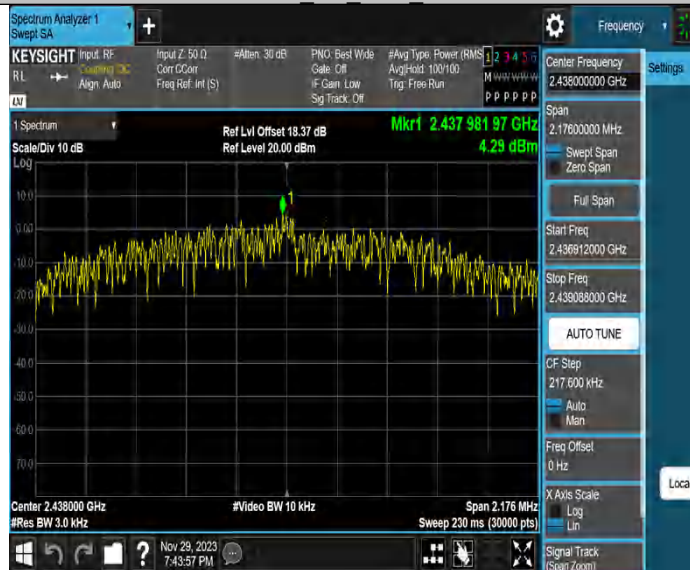 Spectrum Analyzer 1
Swept SA
Frequency
KEYSIGHT
Input: RF
Align: Auto
Input Z: 50 Ω
Corr CCorr
Freq Ref: Int (S)
#Atten: 30 dB
PNO: Best Wide
Gate: Off
IF Gain: Low
Sig Track: Off
#Avg Type: Power (RMS
Avg|Hold: 100/100
Trig: Free Run
1 2 3 4 5 6
M W W W W W
P P P P P P
R L
LXI
1 Spectrum
Scale/Div 10 dB
Ref Lvl Offset 18.37 dB
Ref Level 20.00 dBm
Mkr1 2.437 981 97 GHz
4.29 dBm
Log
10.0
0.00
-10.0
-20.0
-30.0
-40.0
-50.0
-60.0
-70.0
1
Center 2.438000 GHz
#Res BW 3.0 kHz
#Video BW 10 kHz
Span 2.176 MHz
Sweep 230 ms (30000 pts)
Nov 29, 2023
7:43:57 PM
Center Frequency
2.438000000 GHz
Span
2.17600000 MHz
Swept Span
Zero Span
Full Span
Start Freq
2.436912000 GHz
Stop Freq
2.439088000 GHz
AUTO TUNE
CF Step
217.600 kHz
Auto
Man
Freq Offset
0 Hz
X Axis Scale
Log
Lin
Signal Track
(Span Zoom)
Settings
Loca